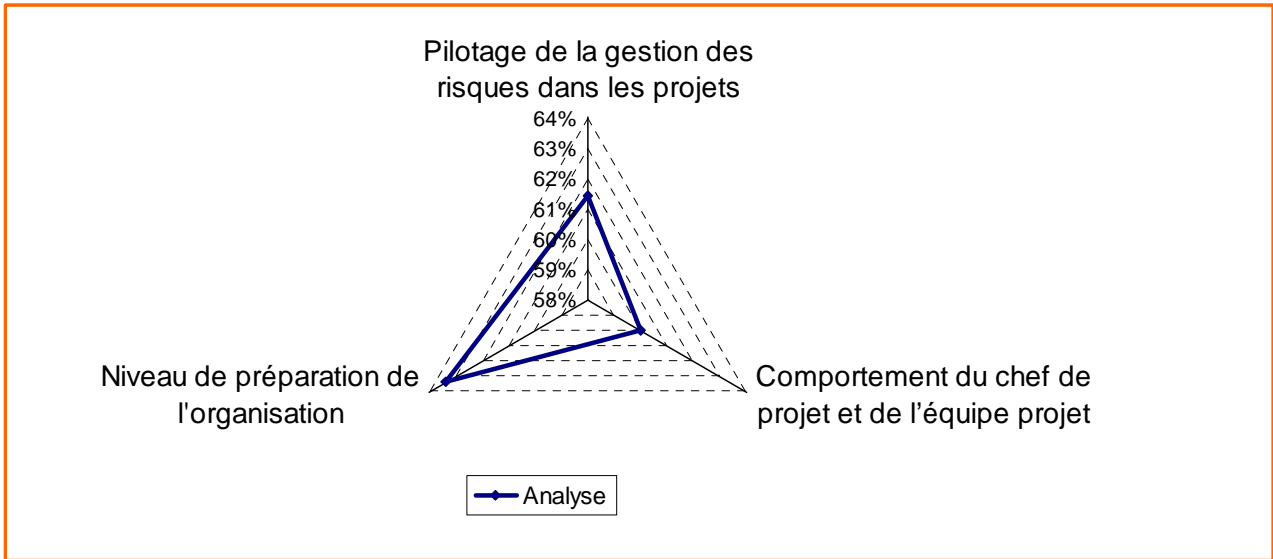 Pilotage de la gestion des
risques dans les projets
64%
63%
62%
61%
60%
59%
58%
Niveau de préparation de
l'organisation
Comportement du chef de
projet et de l’équipe projet
Analyse